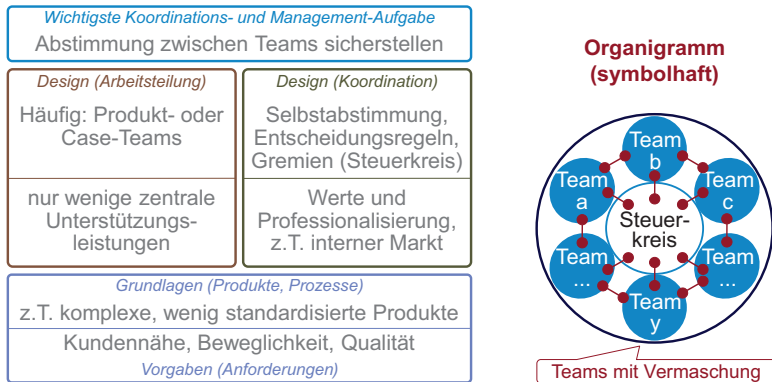 Wichtigste Koordinations- und Management-Aufgabe
Abstimmung zwischen Teams sicherstellen
Design (Arbeitsteilung)
Häufig: Produkt- oder
Case-Teams
nur wenige zentrale
Unterstützungs-
leistungen
Design (Koordination)
Selbstabstimmung,
Entscheidungsregeln,
Gremien (Steuerkreis)
Werte und
Professionalisierung,
z.T. interner Markt
Grundlagen (Produkte, Prozesse)
z.T. komplexe, wenig standardisierte Produkte
Kundennähe, Beweglichkeit, Qualität
Vorgaben (Anforderungen)
Organigramm
(symbolhaft)
Team
b
Team
a
Team
c
Steuer-
kreis
Team
...
Team
...
Team
y
Teams mit Vermaschung